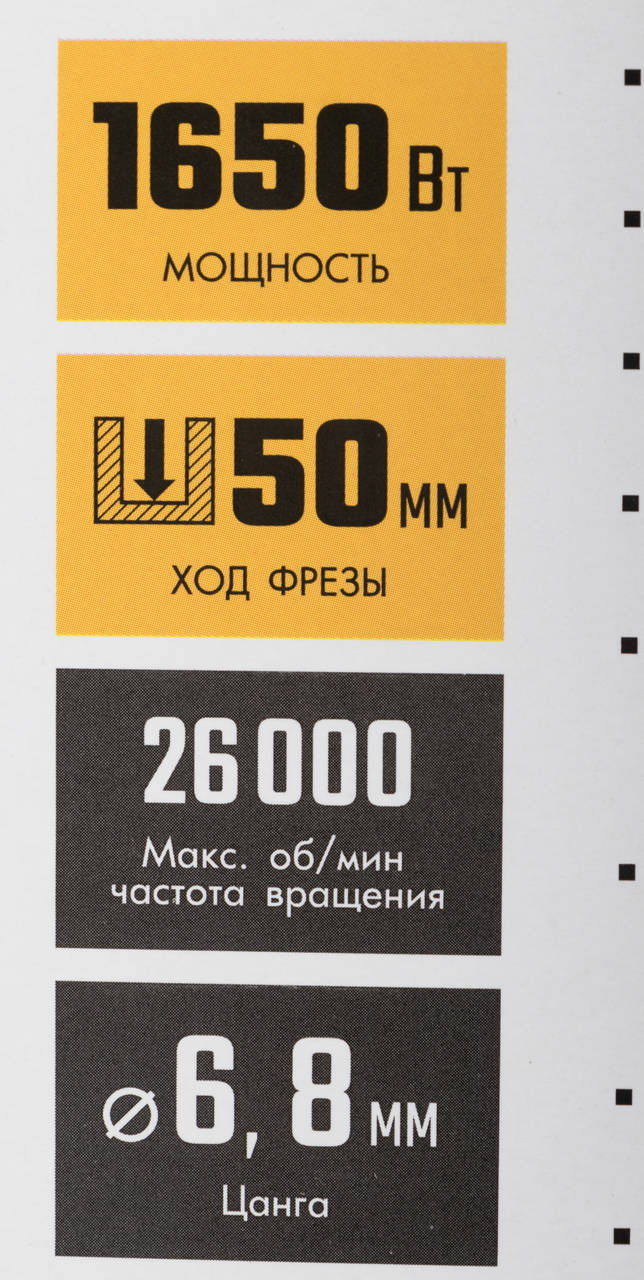 1650 Вт
МОЩНОСТЬ
50 мм
ХОД ФРЕЗЫ
26 000
Макс. об/мин
частота вращения
⌀ 6, 8 мм
Цанга